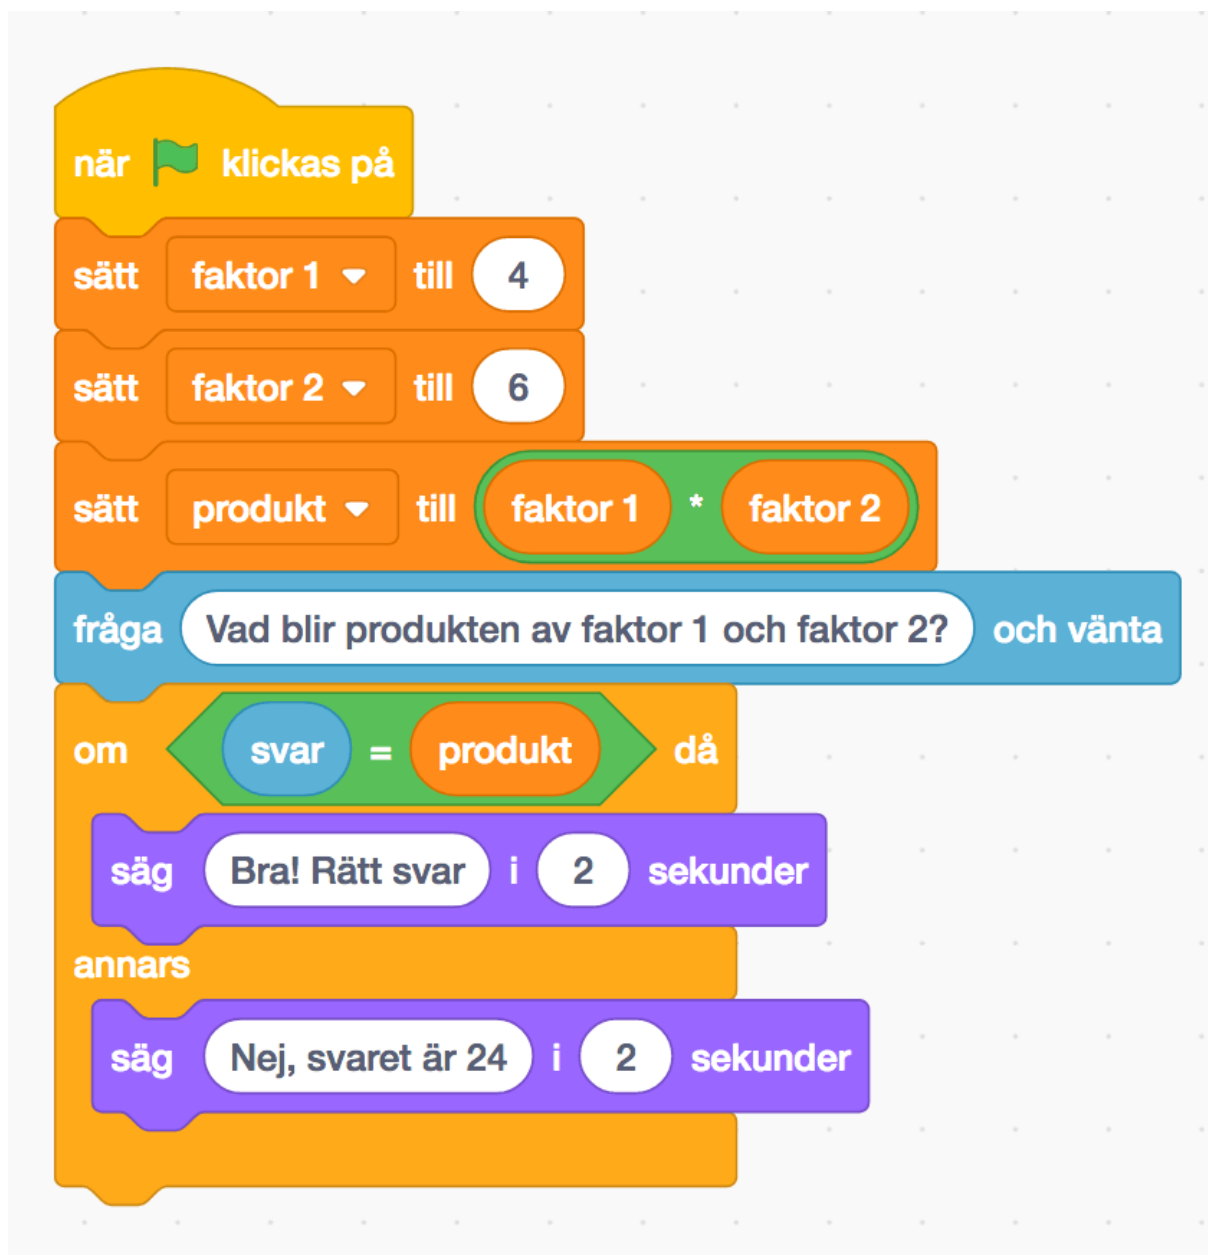 när klickas på
sätt faktor 1 till 4
sätt faktor 2 till 6
sätt produkt till faktor 1 * faktor 2
fråga Vad blir produkten av faktor 1 och faktor 2? och vänta
om svar = produkt då
säg Bra! Rätt svar i 2 sekunder
annars
säg Nej, svaret är 24 i 2 sekunder